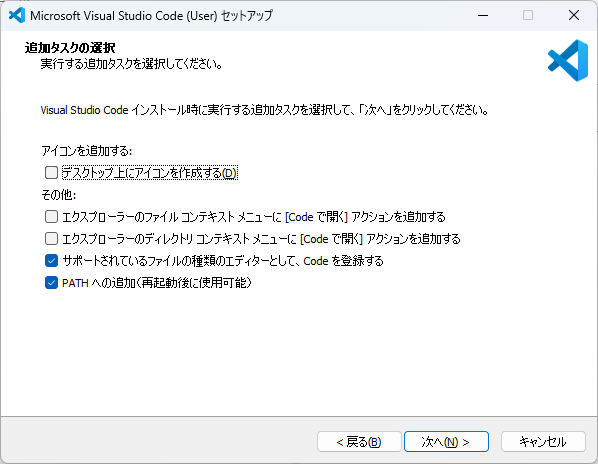 Microsoft Visual Studio Code (User) セットアップ
追加タスクの選択
実行する追加タスクを選択してください。
Visual Studio Code インストール時に実行する追加タスクを選択して、「次へ」をクリックしてください。
アイコンを追加する:
デスクトップ上にアイコンを作成する(D)
その他:
エクスプローラーのファイル コンテキスト メニューに [Code で開く] アクションを追加する
エクスプローラーのディレクトリ コンテキスト メニューに [Code で開く] アクションを追加する
サポートされているファイルの種類のエディターとして、Code を登録する
PATH への追加（再起動後に使用可能）
< 戻る(B) 次へ(N) > キャンセル